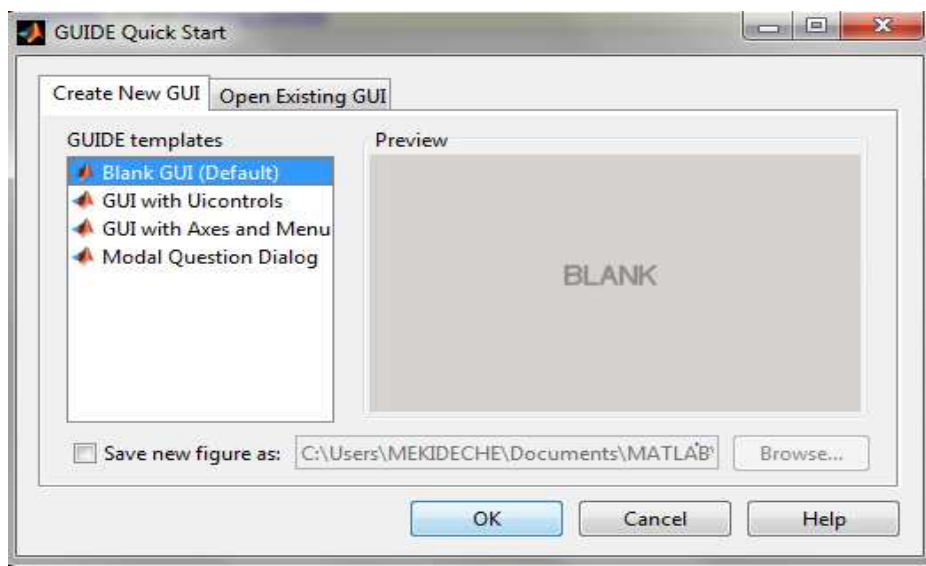 GUIDE Quick Start
Create New GUI
Open Existing GUI
GUIDE templates
Blank GUI (Default)
GUI with Uicontrols
GUI with Axes and Menu
Modal Question Dialog
Preview
BLANK
Save new figure as:
C:\Users\MEKIDECHE\Documents\MATLAB
Browse...
OK
Cancel
Help